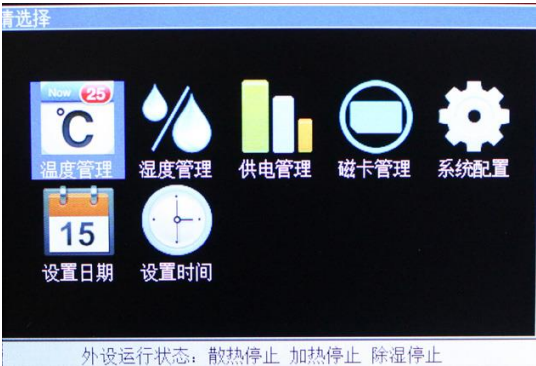 请选择
Now 25
℃
温度管理 湿度管理 供电管理 磁卡管理 系统配置
15
设置日期 设置时间
外设运行状态: 散热停止 加热停止 除湿停止